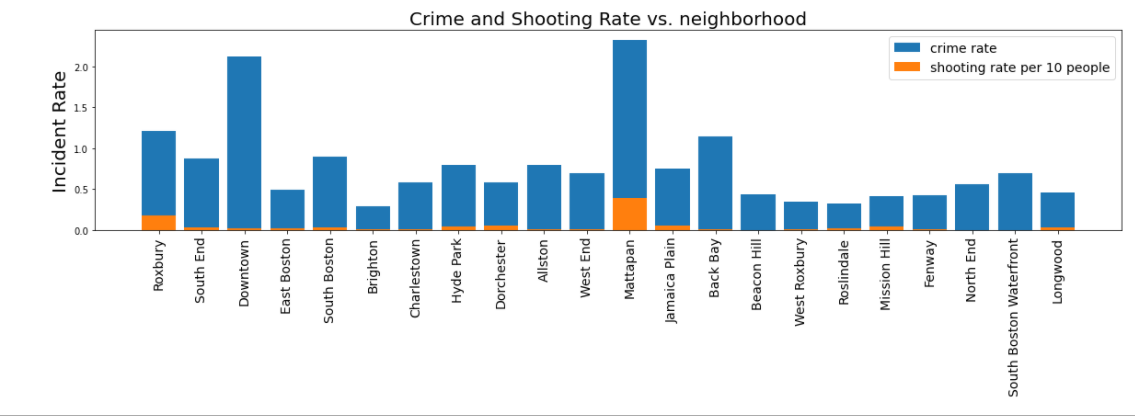 Crime and Shooting Rate vs. neighborhood
crime rate
shooting rate per 10 people
Incident Rate
2.0
1.5
1.0
0.5
0.0
Roxbury
South End
Downtown
East Boston
South Boston
Brighton
Charlestown
Hyde Park
Dorchester
Allston
West End
Mattapan
Jamaica Plain
Back Bay
Beacon Hill
West Roxbury
Roslindale
Mission Hill
Fenway
North End
South Boston Waterfront
Longwood